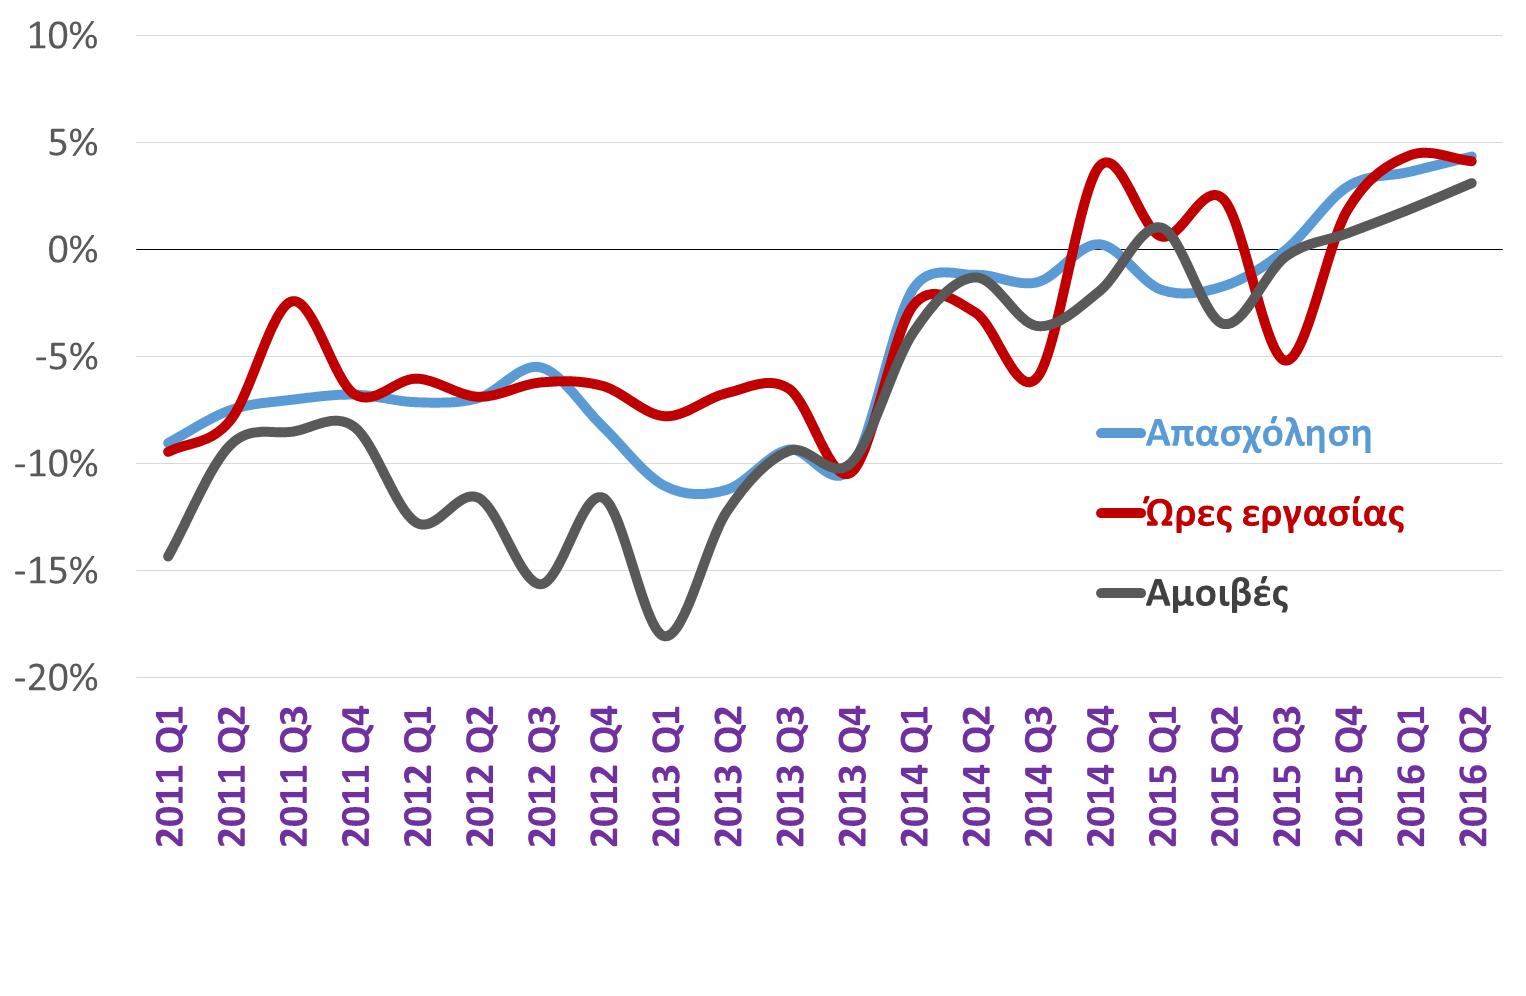 10%
5%
0%
-5%
-10%
-15%
-20%
Απασχόληση
Ώρες εργασίας
Αμοιβές
2011 Q1
2011 Q2
2011 Q3
2011 Q4
2012 Q1
2012 Q2
2012 Q3
2012 Q4
2013 Q1
2013 Q2
2013 Q3
2013 Q4
2014 Q1
2014 Q2
2014 Q3
2014 Q4
2015 Q1
2015 Q2
2015 Q3
2015 Q4
2016 Q1
2016 Q2